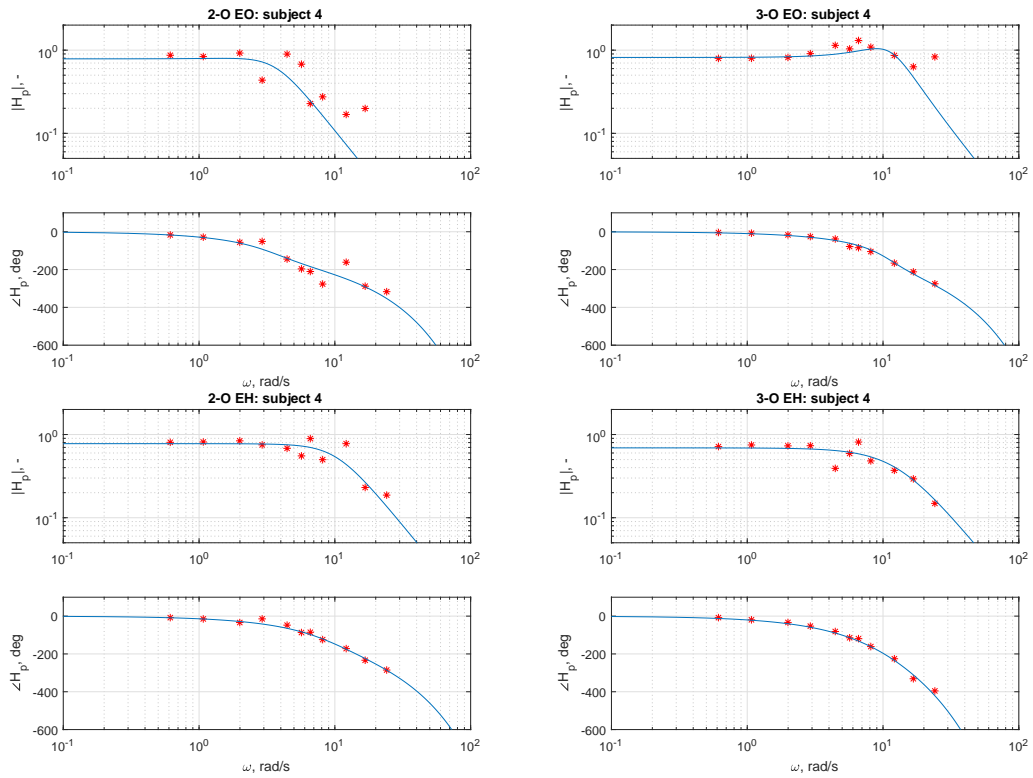 2-O EO: subject 4
10^0
10^-1
|H_p|, -
10^-1 10^0 10^1 10^2
0
-200
-400
-600
∠H_p, deg
10^-1 10^0 10^1 10^2
ω, rad/s
3-O EO: subject 4
10^0
10^-1
|H_p|, -
10^-1 10^0 10^1 10^2
0
-200
-400
-600
∠H_p, deg
10^-1 10^0 10^1 10^2
ω, rad/s
2-O EH: subject 4
10^0
10^-1
|H_p|, -
10^-1 10^0 10^1 10^2
0
-200
-400
-600
∠H_p, deg
10^-1 10^0 10^1 10^2
ω, rad/s
3-O EH: subject 4
10^0
10^-1
|H_p|, -
10^-1 10^0 10^1 10^2
0
-200
-400
-600
∠H_p, deg
10^-1 10^0 10^1 10^2
ω, rad/s